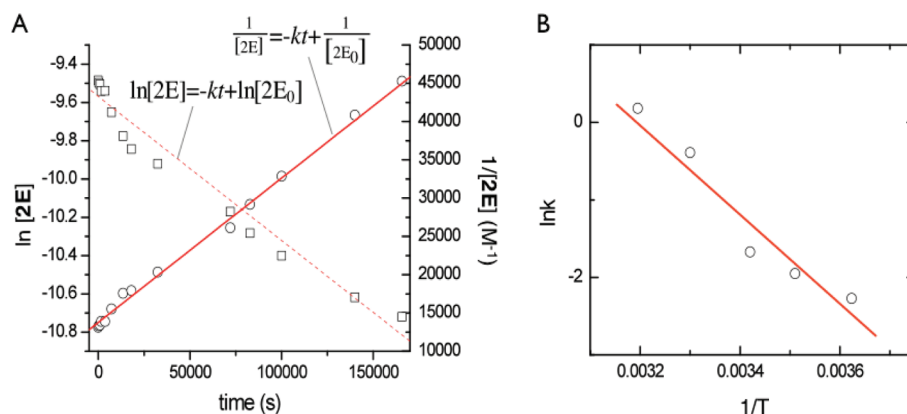 A
1/[2E]=-kt+1/[2E₀]
ln[2E]=-kt+ln[2E₀]
ln [2E]
-9.4
-9.6
-9.8
-10.0
-10.2
-10.4
-10.6
-10.8
0
50000
100000
150000
time (s)
50000
45000
40000
35000
30000
25000
20000
15000
10000
1/[2E] (M⁻¹)
B
lnk
0
-2
0.0032
0.0034
0.0036
1/T